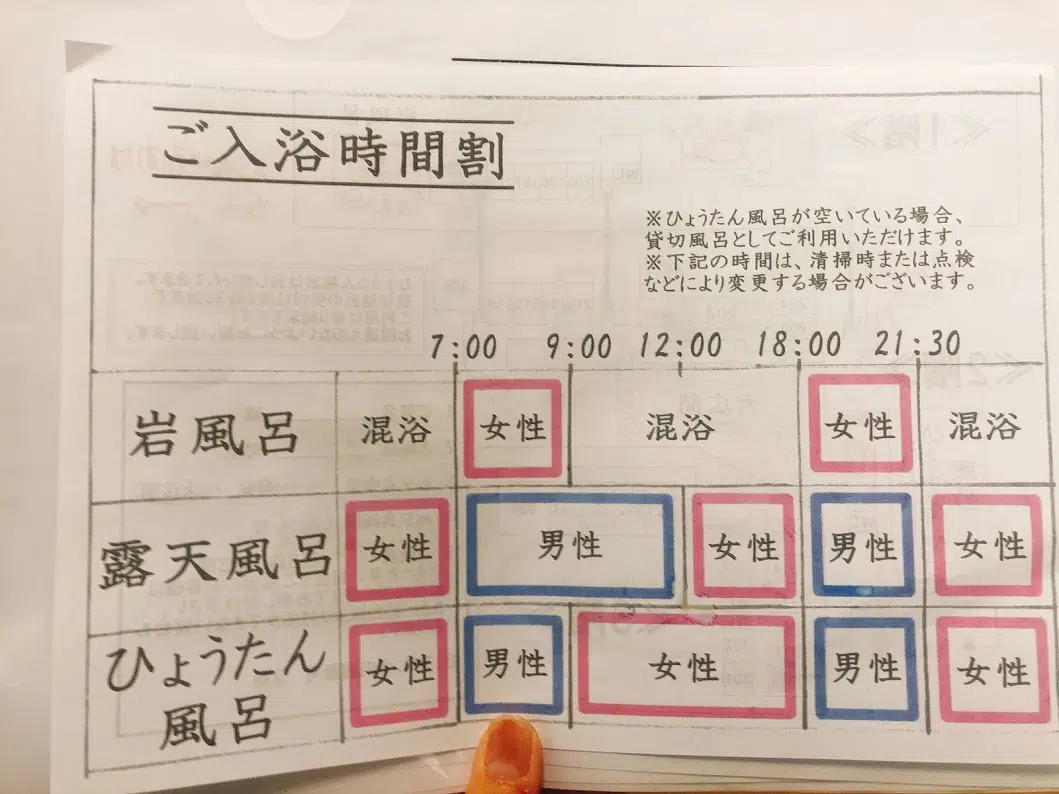 ご入浴時間割
※ひょうたん風呂が空いている場合、
貸切風呂としてご利用いただけます。
※下記の時間は、清掃時または点検
などにより変更する場合がございます。
7:00 9:00 12:00 18:00 21:30
岩風呂 混浴 女性 混浴 女性 混浴
露天風呂 女性 男性 女性 男性 女性
ひょうたん
風呂 女性 男性 女性 男性 女性